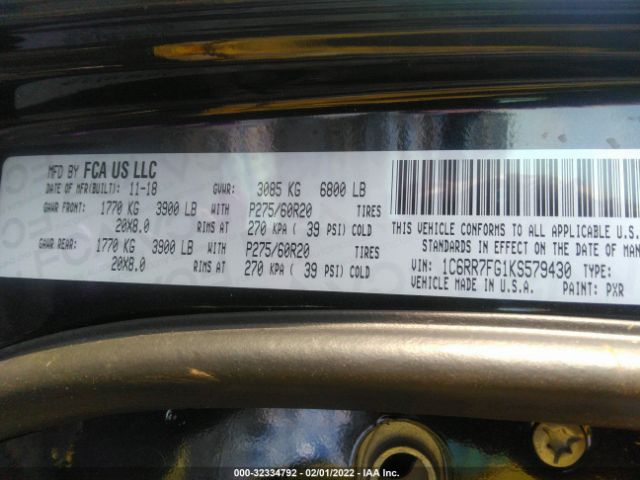 MFD BY FCA US LLC
DATE OF MFR(BUILT): 11-18 GVWR: 3085 KG 6800 LB
GAWR FRONT: 1770 KG 3900 LB WITH P275/60R20 TIRES
20X8.0 RIMS AT 270 KPA ( 39 PSI) COLD
GAWR REAR: 1770 KG 3900 LB WITH P275/60R20 TIRES
20X8.0 RIMS AT 270 KPA ( 39 PSI) COLD
THIS VEHICLE CONFORMS TO ALL APPLICABLE U.S.
STANDARDS IN EFFECT ON THE DATE OF MAN
VIN: 1C6RR7FG1KS579430 TYPE:
VEHICLE MADE IN U.S.A. PAINT: PXR
000-32334792 - 02/01/2022 - IAA Inc.